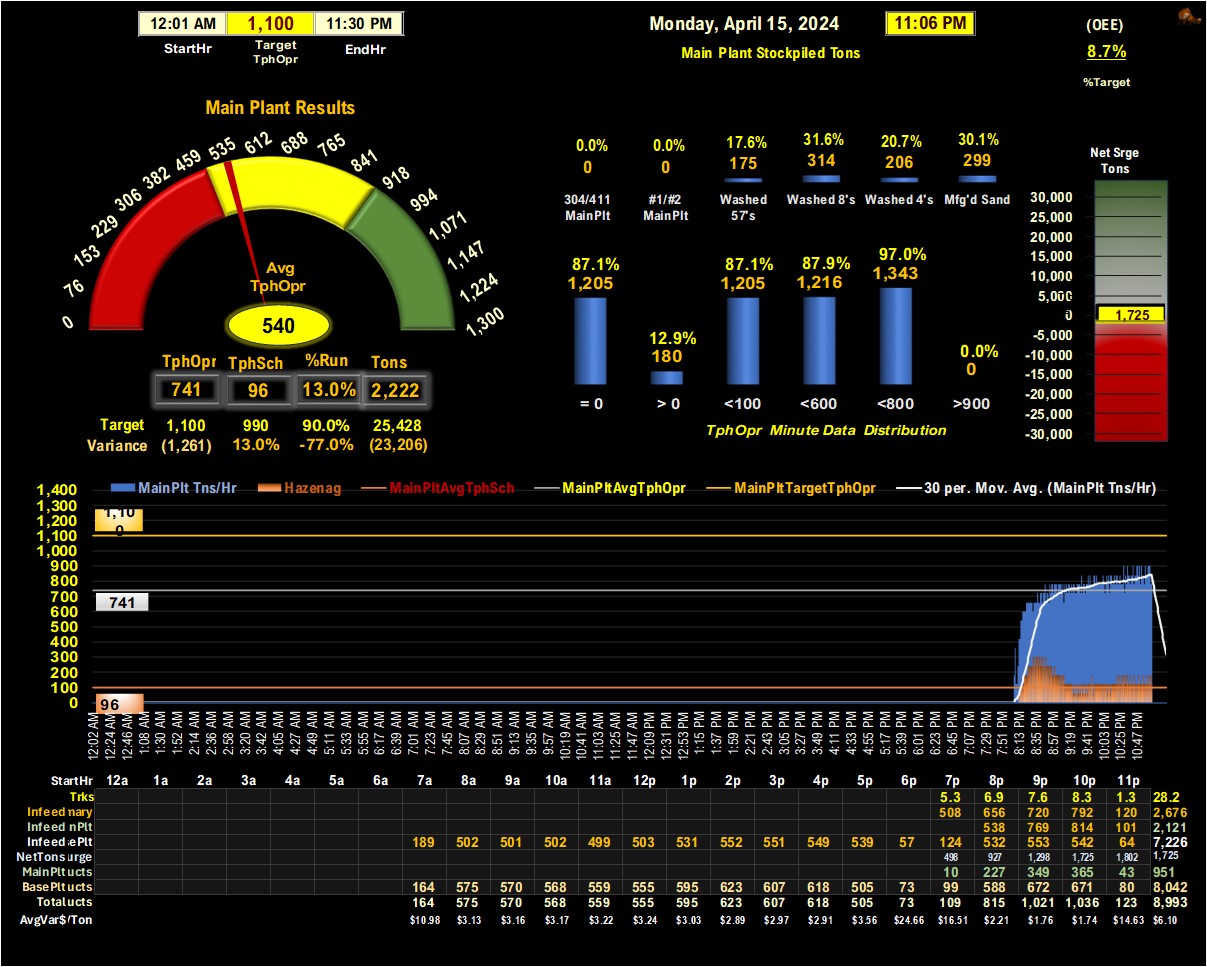 12:01 AM 1,100 11:30 PM
StartHr Target TphOpr EndHr
Monday, April 15, 2024 11:06 PM
Main Plant Stockpiled Tons
(OEE)
8.7%
%Target
Main Plant Results
0 76 153 229 306 382 459 535 612 688 765 841 918 994 1,071 1,147 1,224 1,300
Avg
TphOpr
540
TphOpr TphSch %Run Tons
741 96 13.0% 2,222
Target 1,100 990 90.0% 25,428
Variance (1,261) 13.0% -77.0% (23,206)
0.0% 0.0% 17.6% 31.6% 20.7% 30.1%
0 0 175 314 206 299
304/411 MainPlt #1/#2 MainPlt Washed 57's Washed 8's Washed 4's Mfg'd Sand
87.1% 12.9% 87.1% 87.9% 97.0% 0.0%
1,205 180 1,205 1,216 1,343 0
= 0 > 0 <100 <600 <800 >900
TphOpr Minute Data Distribution
Net Srge
Tons
30,000
25,000
20,000
15,000
10,000
5,000
0
1,725
-5,000
-10,000
-15,000
-20,000
-25,000
-30,000
MainPlt Tns/Hr Hazenag MainPltAvgTphSch MainPltAvgTphOpr MainPltTargetTphOpr 30 per. Mov. Avg. (MainPlt Tns/Hr)
1,400
1,300
1,200
1,100
1,000
900
800
700
600
500
400
300
200
100
0
1,100
741
96
12:02 AM 12:24 AM 12:46 AM 1:08 AM 1:30 AM 1:52 AM 2:14 AM 2:36 AM 2:58 AM 3:20 AM 3:42 AM 4:05 AM 4:27 AM 4:49 AM 5:11 AM 5:33 AM 5:55 AM 6:17 AM 6:39 AM 7:01 AM 7:23 AM 7:45 AM 8:07 AM 8:29 AM 8:51 AM 9:13 AM 9:35 AM 9:57 AM 10:19 AM 10:41 AM 11:03 AM 11:25 AM 11:47 AM 12:09 PM 12:31 PM 12:53 PM 1:15 PM 1:37 PM 1:59 PM 2:21 PM 2:43 PM 3:05 PM 3:27 PM 3:49 PM 4:11 PM 4:33 PM 4:55 PM 5:17 PM 5:39 PM 6:01 PM 6:23 PM 6:45 PM 7:07 PM 7:29 PM 7:51 PM 8:13 PM 8:35 PM 8:57 PM 9:19 PM 9:41 PM 10:03 PM 10:25 PM 10:47 PM
StartHr 12a 1a 2a 3a 4a 5a 6a 7a 8a 9a 10a 11a 12p 1p 2p 3p 4p 5p 6p 7p 8p 9p 10p 11p
Trks 5.3 6.9 7.6 8.3 1.3 28.2
Infeed mary 508 656 720 792 120 2,676
Infeed nPlt 538 769 814 101 2,121
Infeed ePlt 189 502 501 502 499 503 531 552 551 549 539 57 124 532 553 542 64 7,226
NetTons urge 498 927 1,298 1,725 1,802 1,725
MainPlt ucts 10 227 349 365 43 951
BasePlt ucts 164 575 570 568 559 555 595 623 607 618 505 73 99 588 672 671 80 8,042
Total ucts 164 575 570 568 559 555 595 623 607 618 505 73 109 815 1,021 1,036 123 8,993
AvgVar$/Ton $10.98 $3.13 $3.16 $3.17 $3.22 $3.24 $3.03 $2.89 $2.97 $2.91 $3.56 $24.66 $16.51 $2.21 $1.76 $1.74 $14.63 $6.10